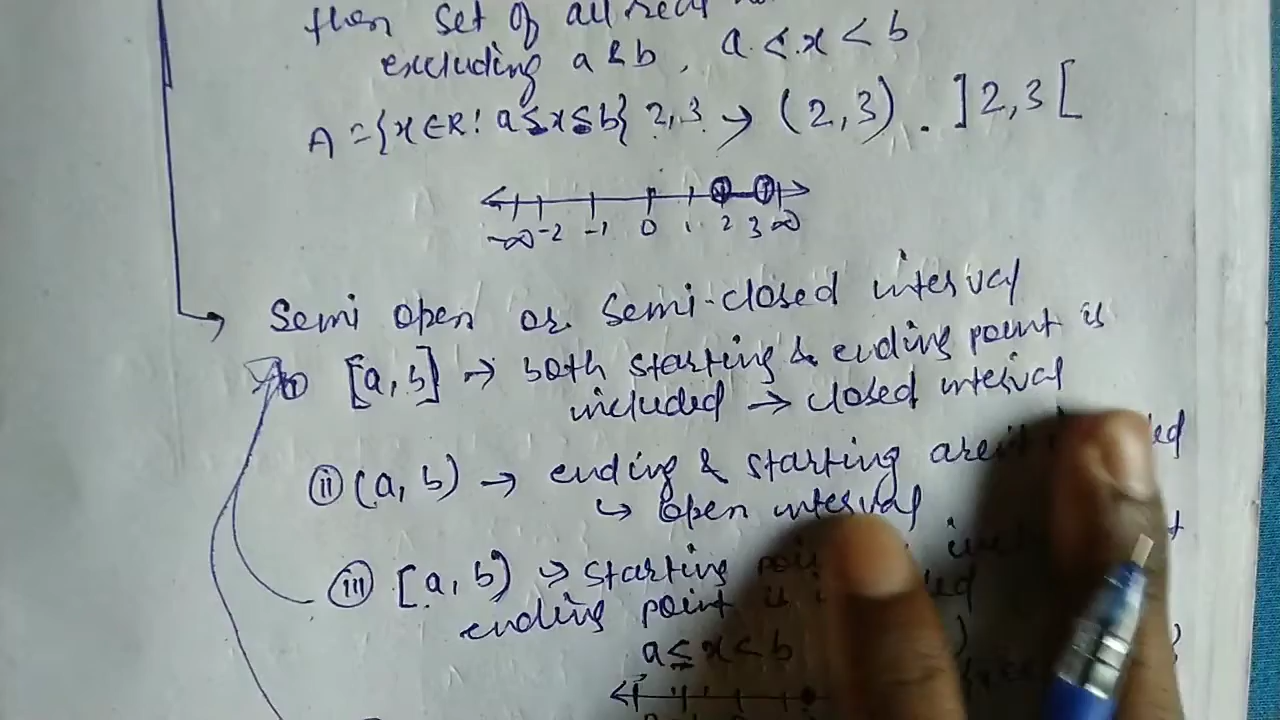 then set of all real
excluding a & b, a < x < b
A = {x ∈ R : a ≤ x ≤ b} 2, 3 → (2, 3) . ]2, 3[
-∞ -2 -1 0 1 2 3 ∞
Semi open or Semi-closed interval
(i) [a, b] → both starting & ending point is
included → closed interval
(ii) (a, b) → ending & starting
↳ open interval
(iii) [a, b) → starting
ending point is
a ≤ x < b